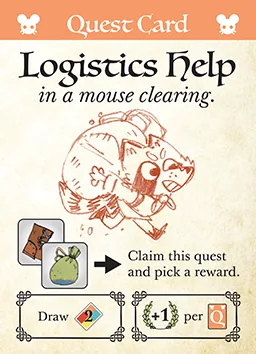 Quest Card
Logistics Help
in a mouse clearing.
Claim this quest
and pick a reward.
Draw 2
+1 per Q